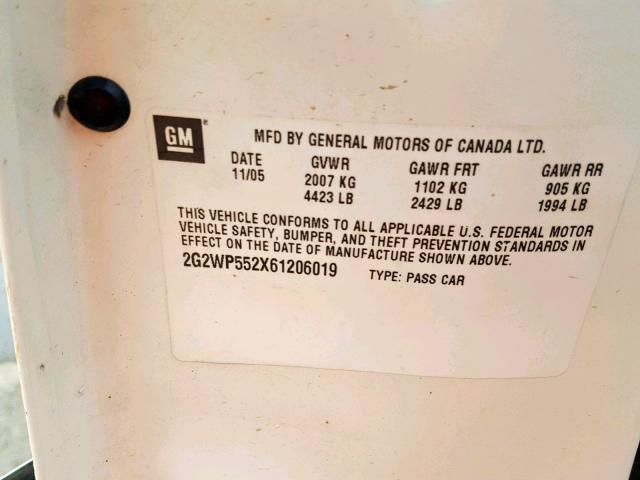 GM
MFD BY GENERAL MOTORS OF CANADA LTD.
DATE GVWR GAWR FRT GAWR RR
11/05 2007 KG 1102 KG 905 KG
4423 LB 2429 LB 1994 LB
THIS VEHICLE CONFORMS TO ALL APPLICABLE U.S. FEDERAL MOTOR
VEHICLE SAFETY, BUMPER, AND THEFT PREVENTION STANDARDS IN
EFFECT ON THE DATE OF MANUFACTURE SHOWN ABOVE.
2G2WP552X61206019 TYPE: PASS CAR